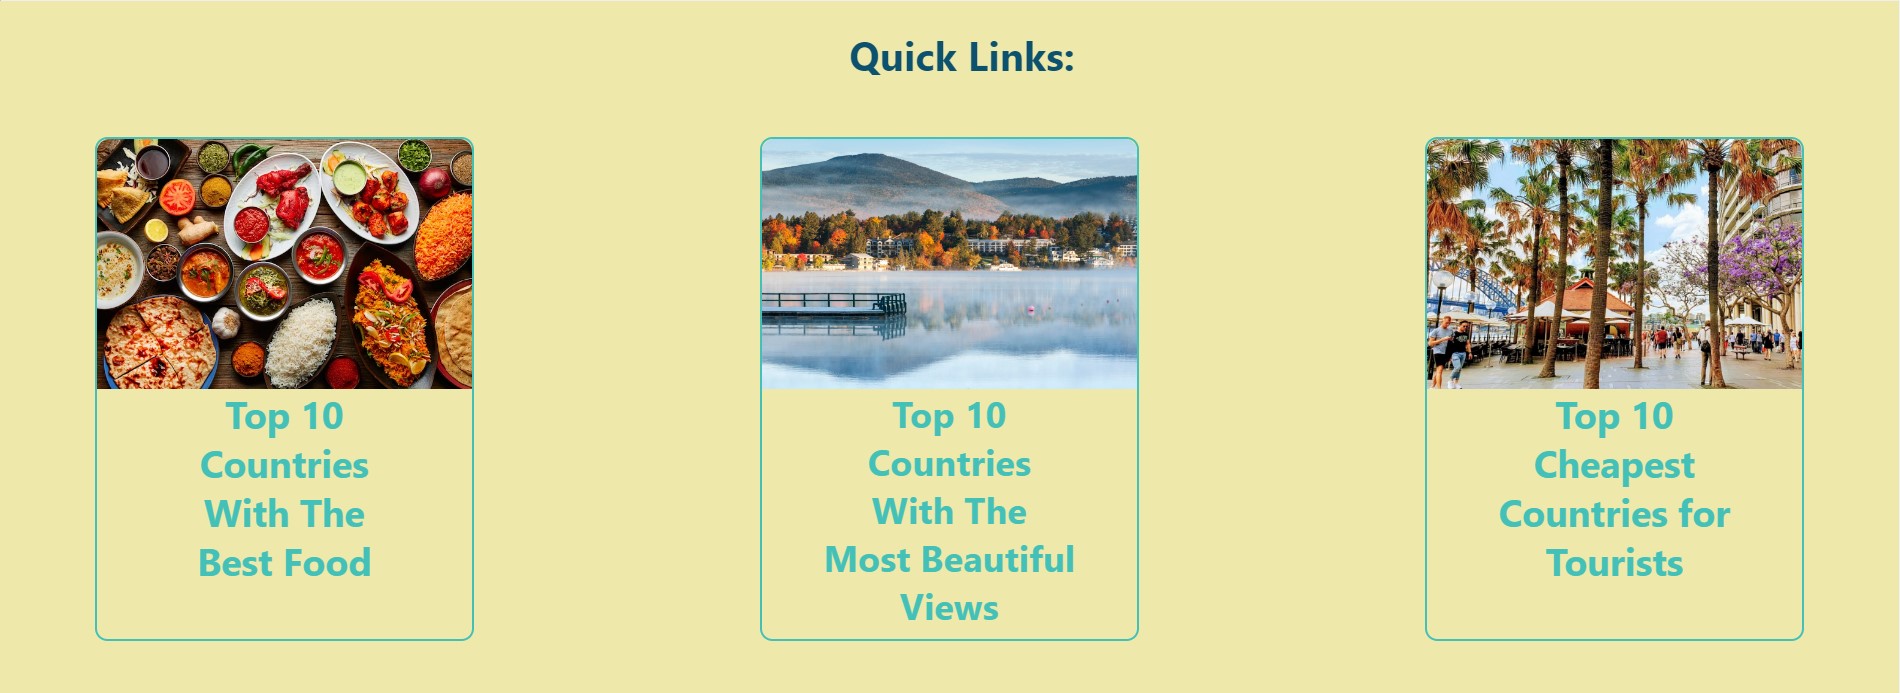 Quick Links:
Top 10
Countries
With The
Best Food
Top 10
Countries
With The
Most Beautiful
Views
Top 10
Cheapest
Countries for
Tourists